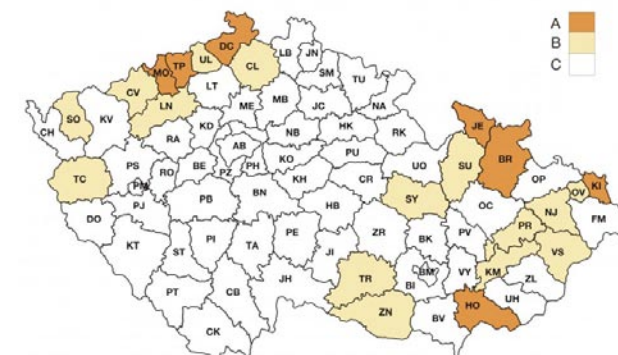 A
B
C
DC
LB
JN
MO
TP
UL
CL
SM
TU
CV
LT
ME
MB
JC
NA
CH
SO
KV
LN
RA
KD
AB
NB
HK
RK
JE
TC
PS
PM
RO
BE
PZ
PH
KO
PU
UO
SU
BR
OP
OV
KI
DO
PJ
PB
BN
KH
CR
SY
OC
NJ
FM
KT
ST
PI
TA
PE
HB
ZR
BK
PV
PR
VS
PT
CB
JH
JI
TR
BM
BI
VY
KM
ZL
CK
ZN
BV
HO
UH